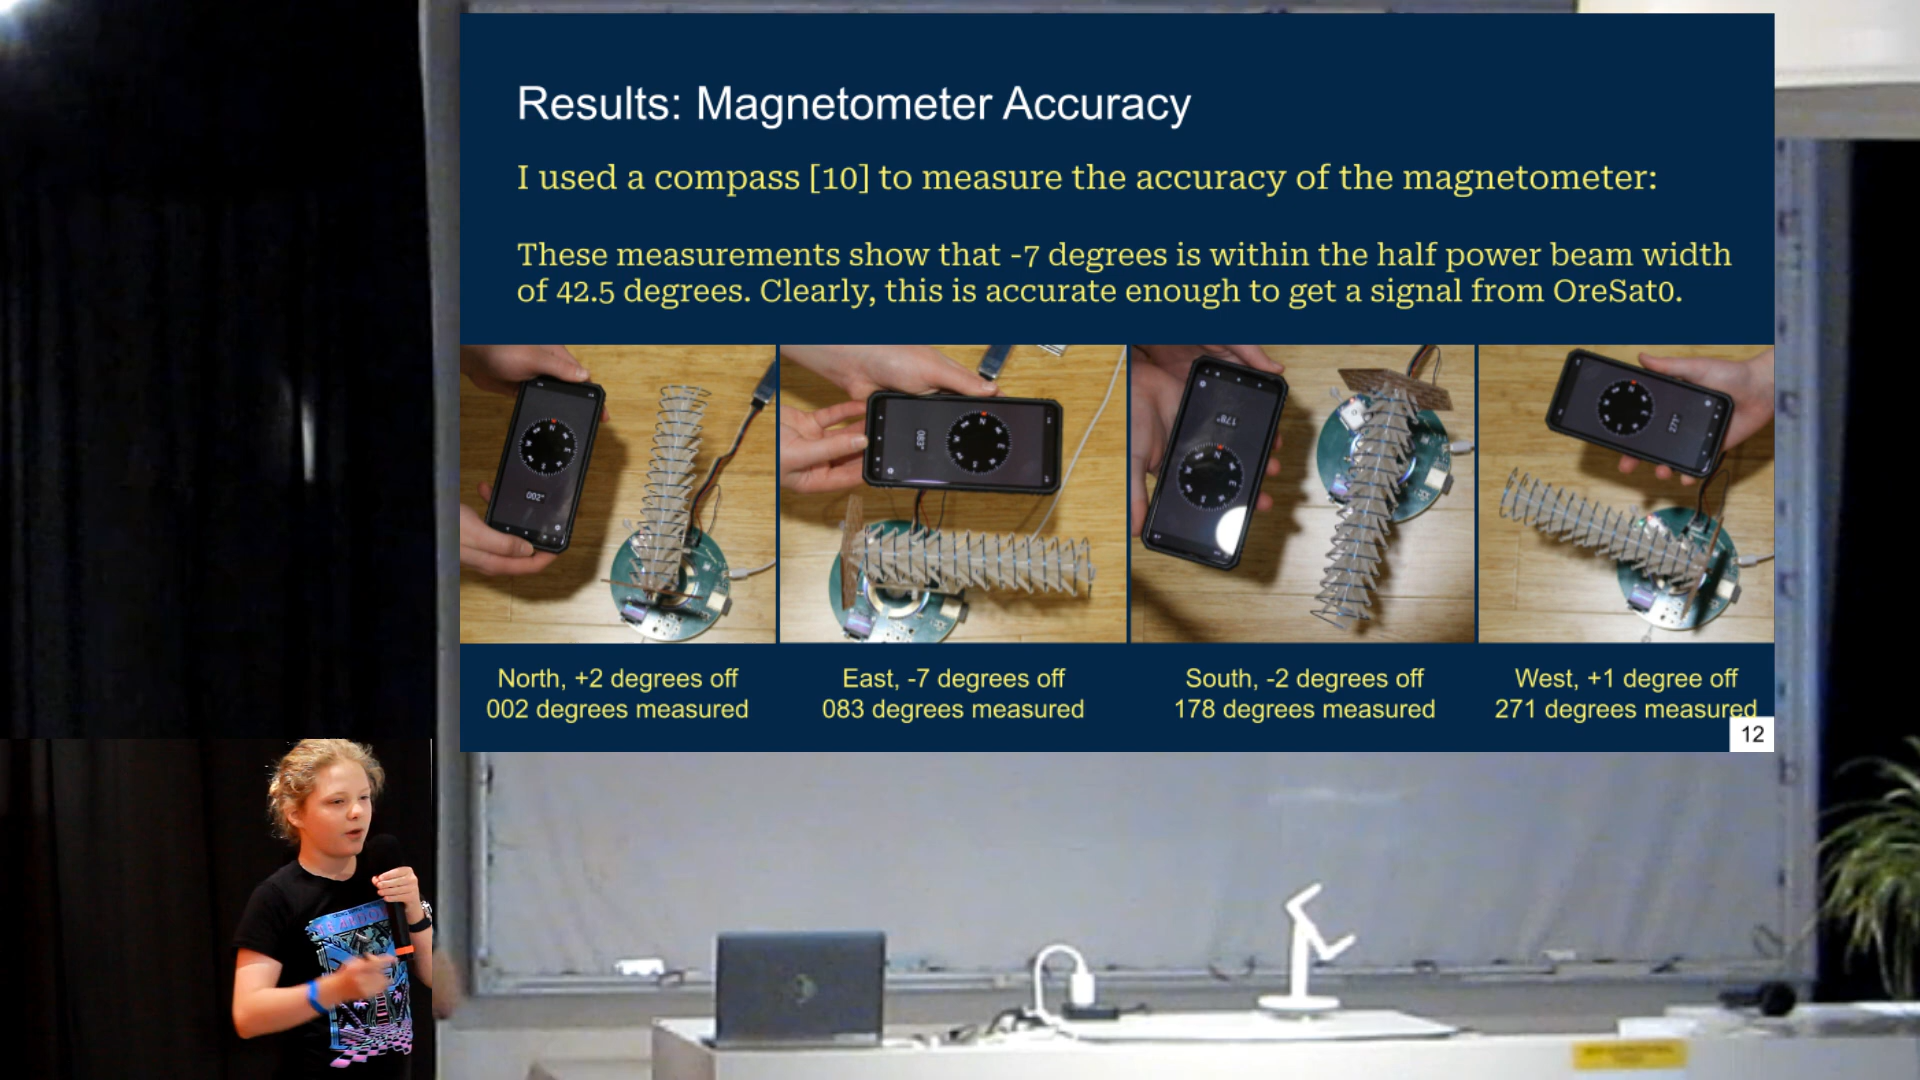 Results: Magnetometer Accuracy
I used a compass [10] to measure the accuracy of the magnetometer:
These measurements show that -7 degrees is within the half power beam width
of 42.5 degrees. Clearly, this is accurate enough to get a signal from OreSat0.
002°
083°
178°
271°
North, +2 degrees off
002 degrees measured
East, -7 degrees off
083 degrees measured
South, -2 degrees off
178 degrees measured
West, +1 degree off
271 degrees measured
12